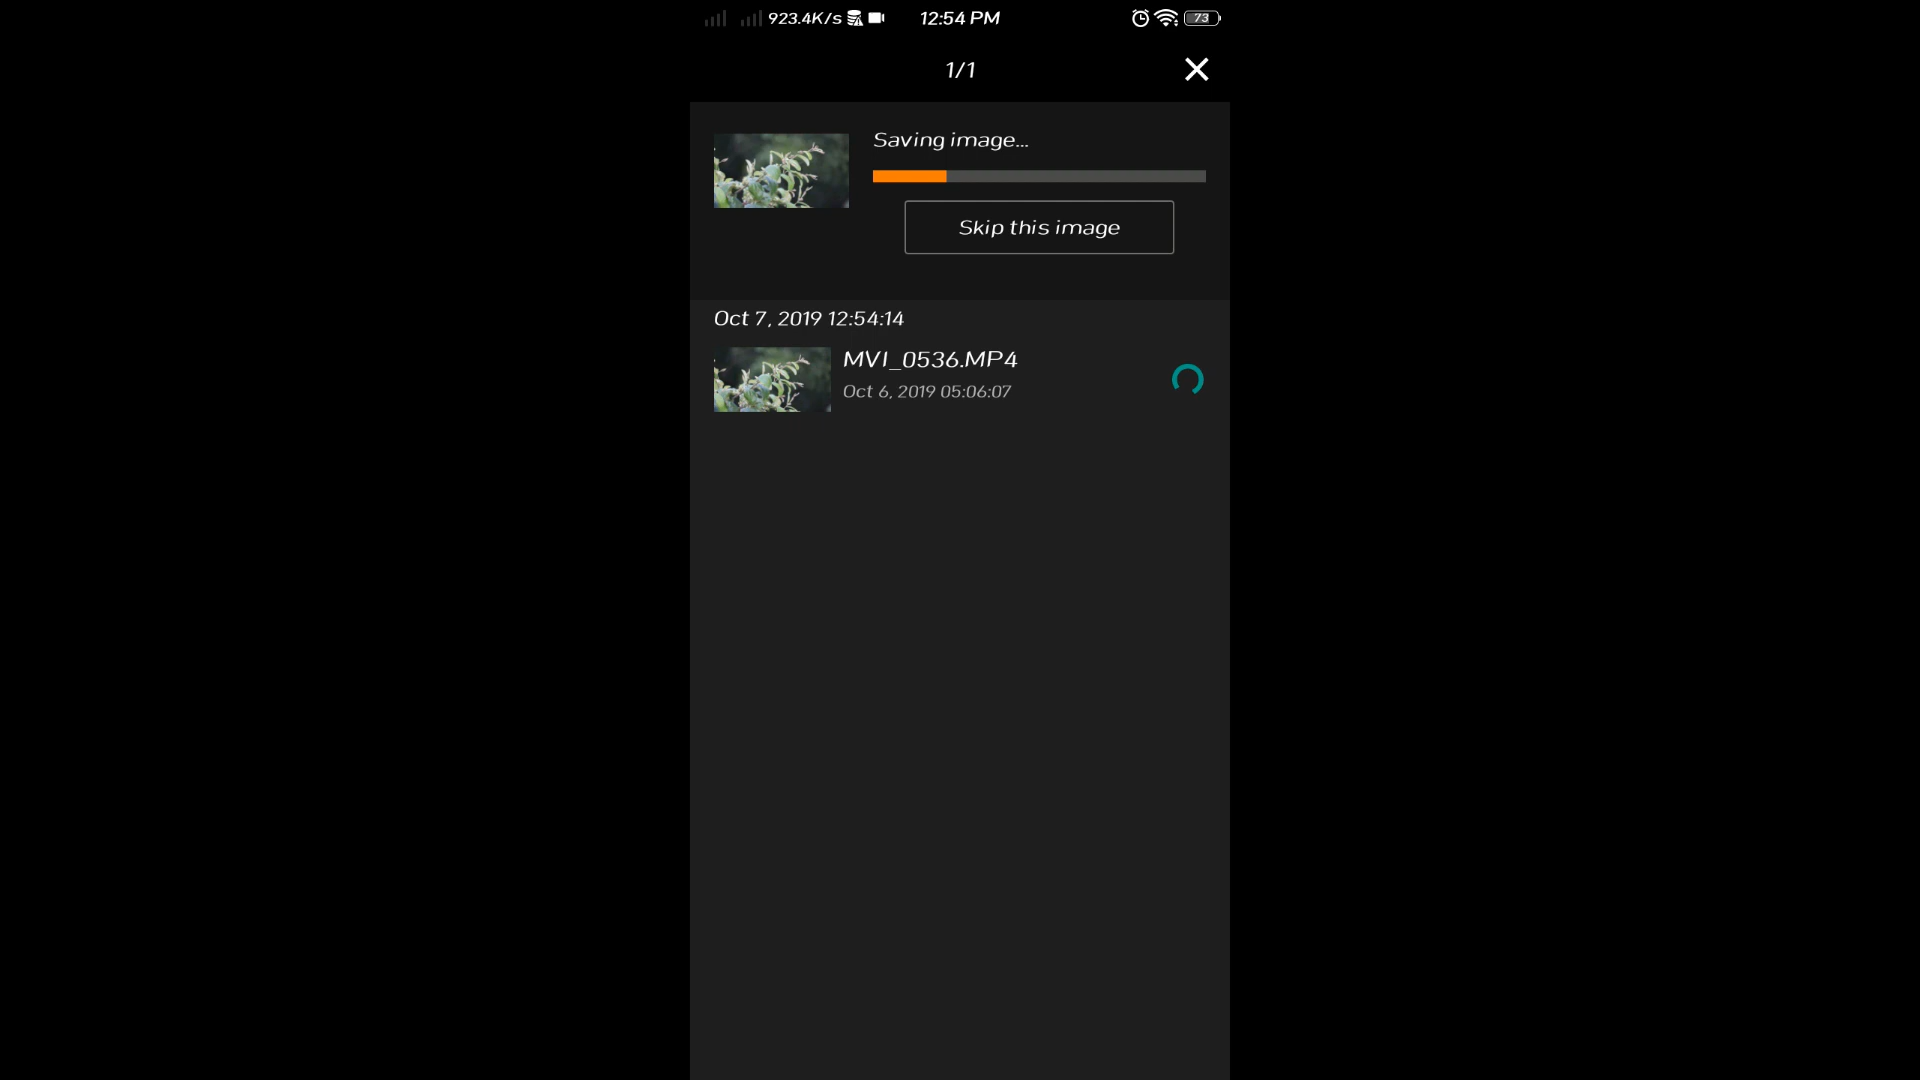 923.4K/s 12:54 PM 73
1/1
Saving image...
Skip this image
Oct 7, 2019 12:54:14
MVI_0536.MP4
Oct 6, 2019 05:06:07